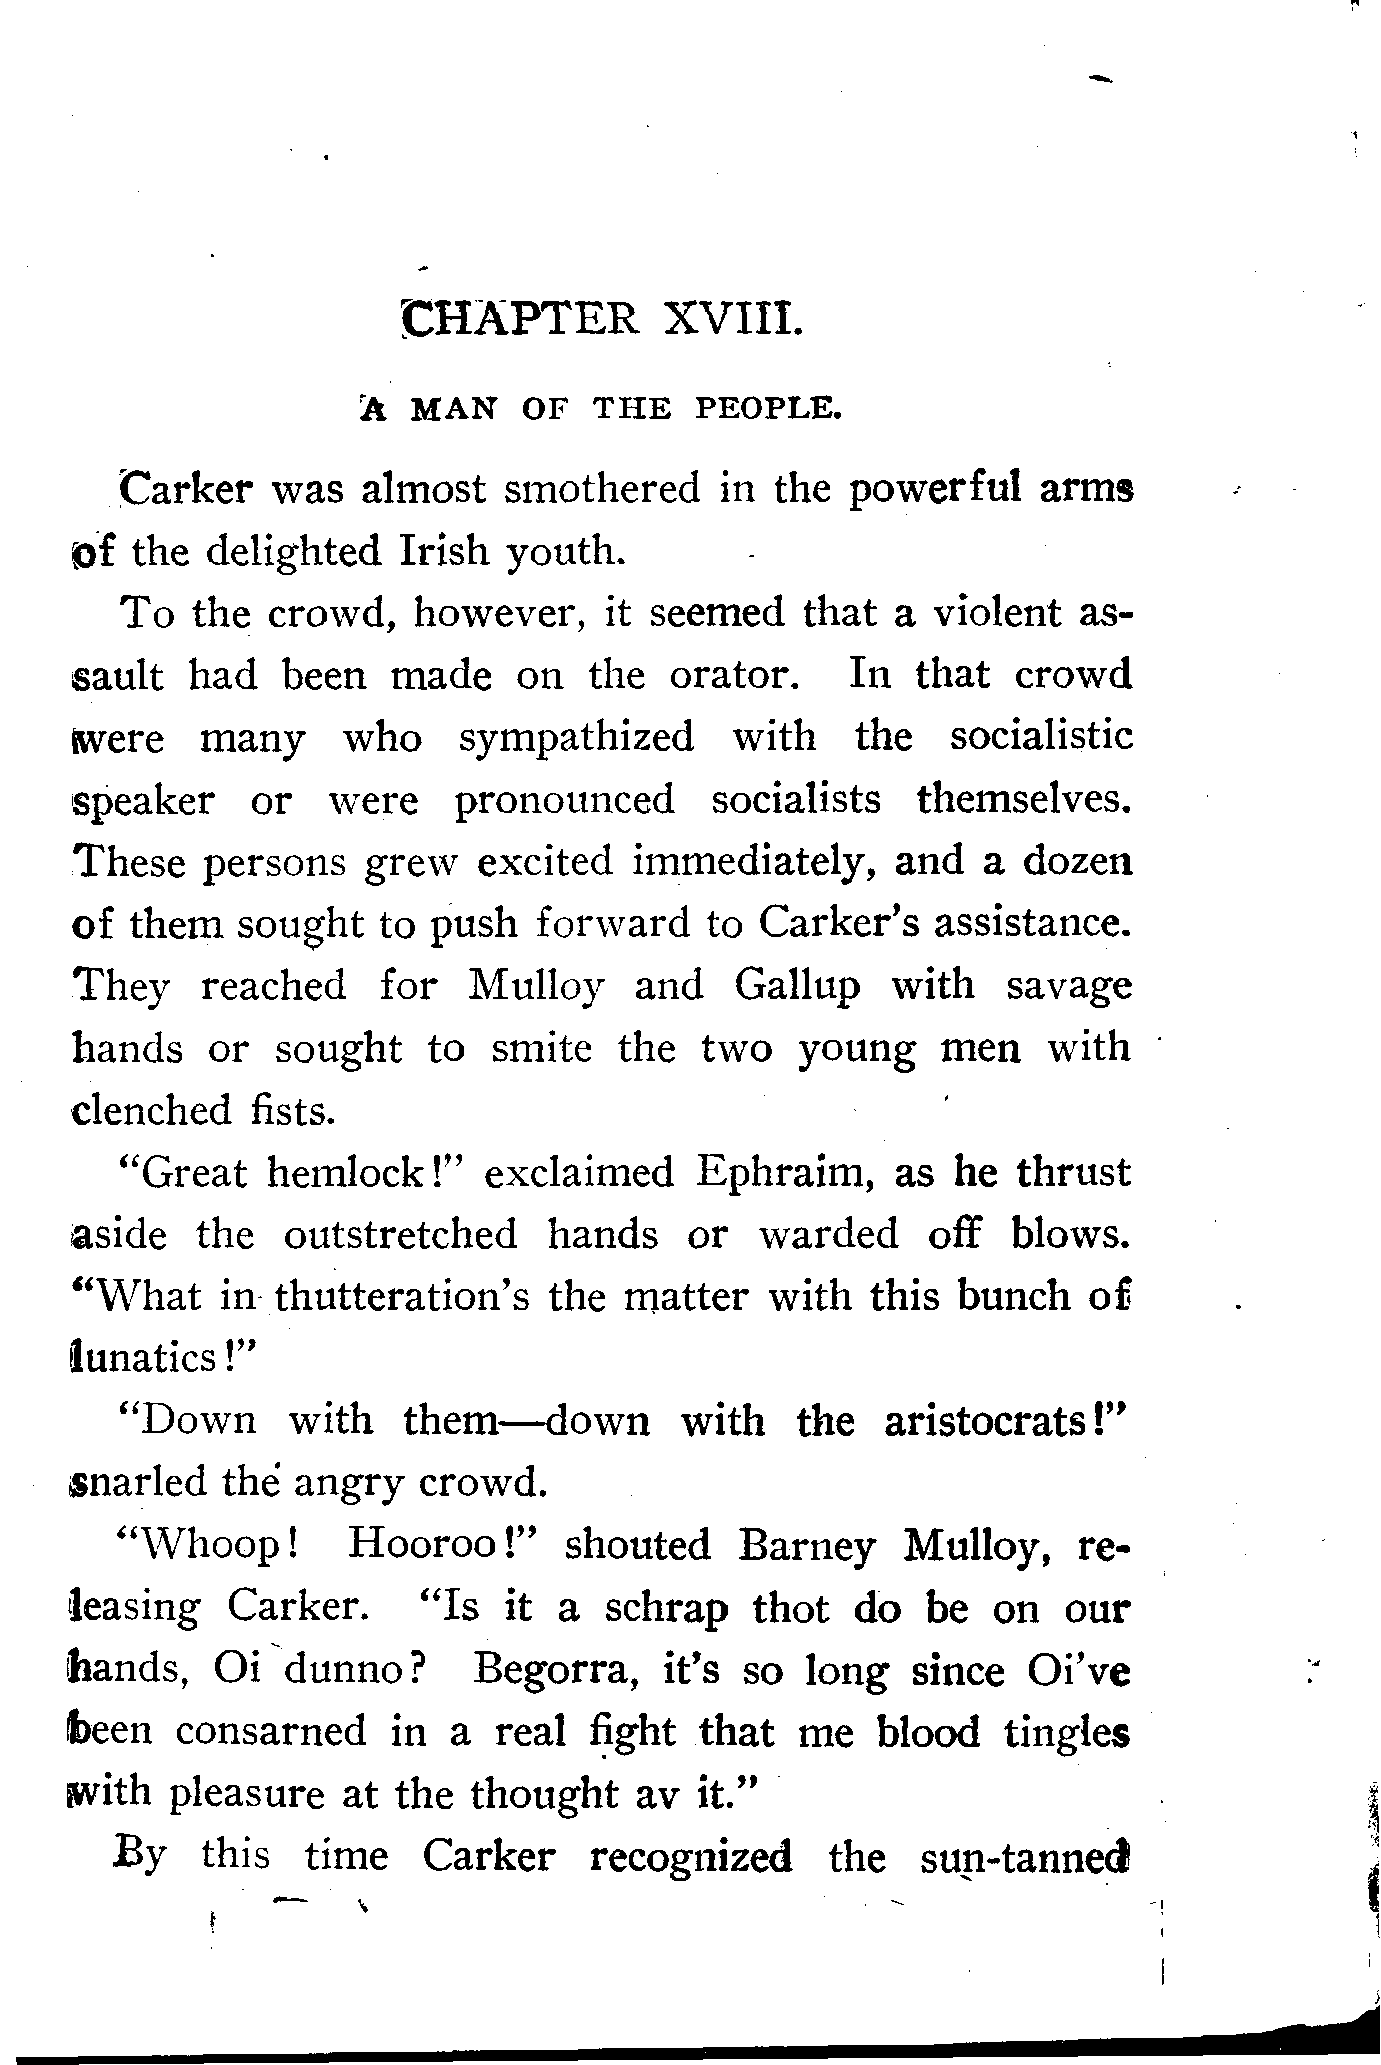 CHAPTER XVIII.
A MAN OF THE PEOPLE.
Carker was almost smothered in the powerful arms
of the delighted Irish youth.
To the crowd, however, it seemed that a violent as-
sault had been made on the orator. In that crowd
were many who sympathized with the socialistic
speaker or were pronounced socialists themselves.
These persons grew excited immediately, and a dozen
of them sought to push forward to Carker's assistance.
They reached for Mulloy and Gallup with savage
hands or sought to smite the two young men with
clenched fists.
"Great hemlock!" exclaimed Ephraim, as he thrust
aside the outstretched hands or warded off blows.
"What in thutteration's the matter with this bunch of
lunatics!"
"Down with them—down with the aristocrats!"
snarled the angry crowd.
"Whoop! Hooroo!" shouted Barney Mulloy, re-
leasing Carker. "Is it a schrap thot do be on our
hands, Oi dunno? Begorra, it's so long since Oi've
been consarned in a real fight that me blood tingles
with pleasure at the thought av it."
By this time Carker recognized the sun-tanned